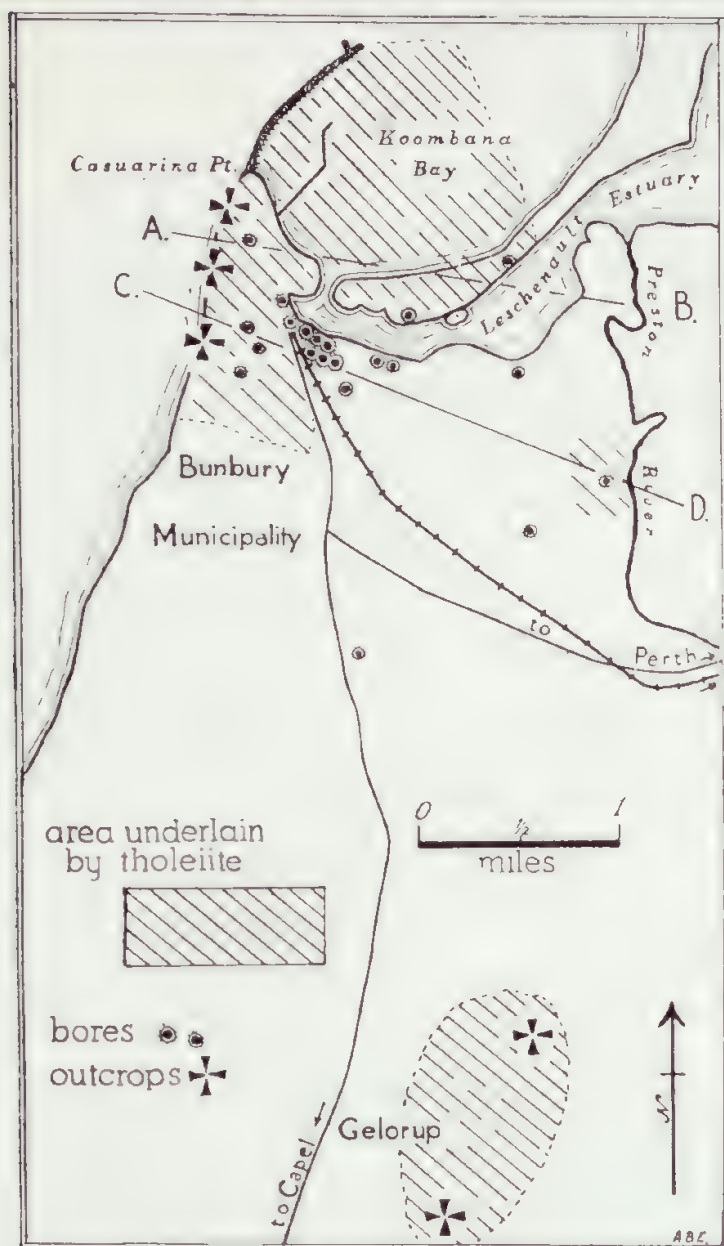 Casuarina Pt.
Koombana
Bay
Leschenault Estuary
A.
B.
C.
D.
Preston River
Bunbury
Municipality
to
Perth
area underlain
by tholeiite
0 ½ 1
miles
bores
outcrops
Gelorup
to Capel
N
A.B.E.